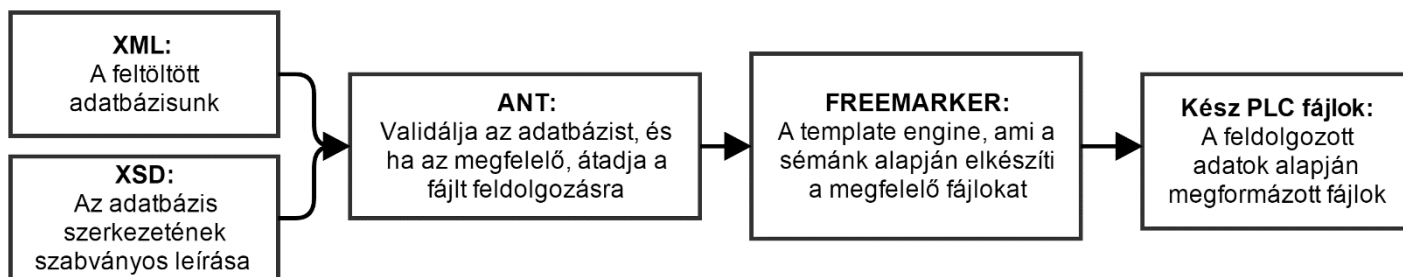 XML:
A feltöltött
adatbázisunk
XSD:
Az adatbázis
szerkezetének
szabványos leírása
ANT:
Validálja az adatbázist, és
ha az megfelelő, átadja a
fájlt feldolgozásra
FREEMARKER:
A template engine, ami a
sémánk alapján elkészíti
a megfelelő fájlokat
Kész PLC fájlok:
A feldolgozott
adatok alapján
megformázott fájlok